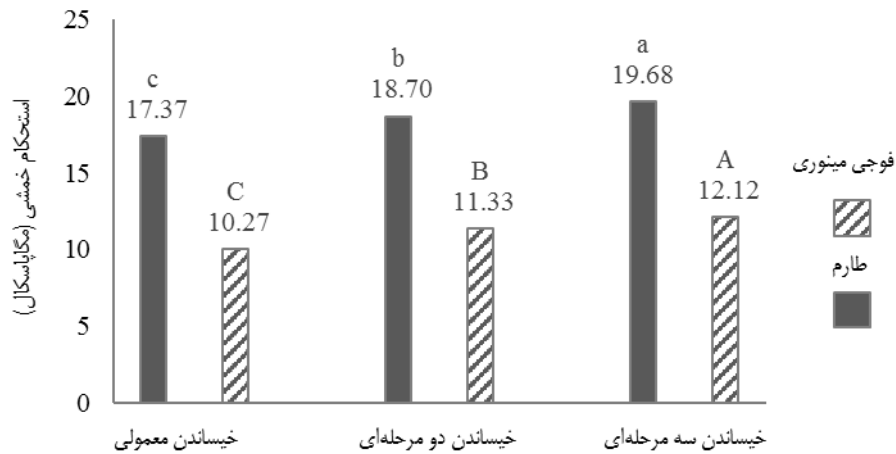 استحکام خمشی (مگاپاسکال)
25
20
15
10
5
0
c
17.37
C
10.27
b
18.70
B
11.33
a
19.68
A
12.12
خیساندن معمولی
خیساندن دو مرحله‌ای
خیساندن سه مرحله‌ای
فوجی مینوری
طارم